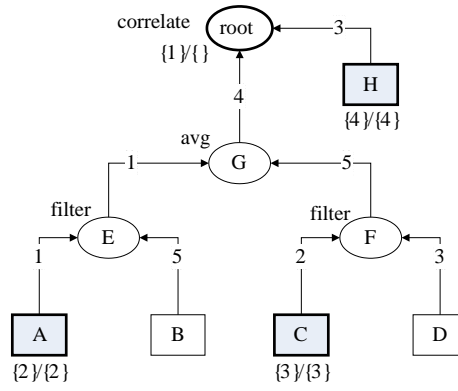 correlate
root
3
{1}/{}
H
4
{4}/{4}
avg
1
G
5
filter
E
filter
F
1
5
2
3
A
B
C
D
{2}/{2}
{3}/{3}